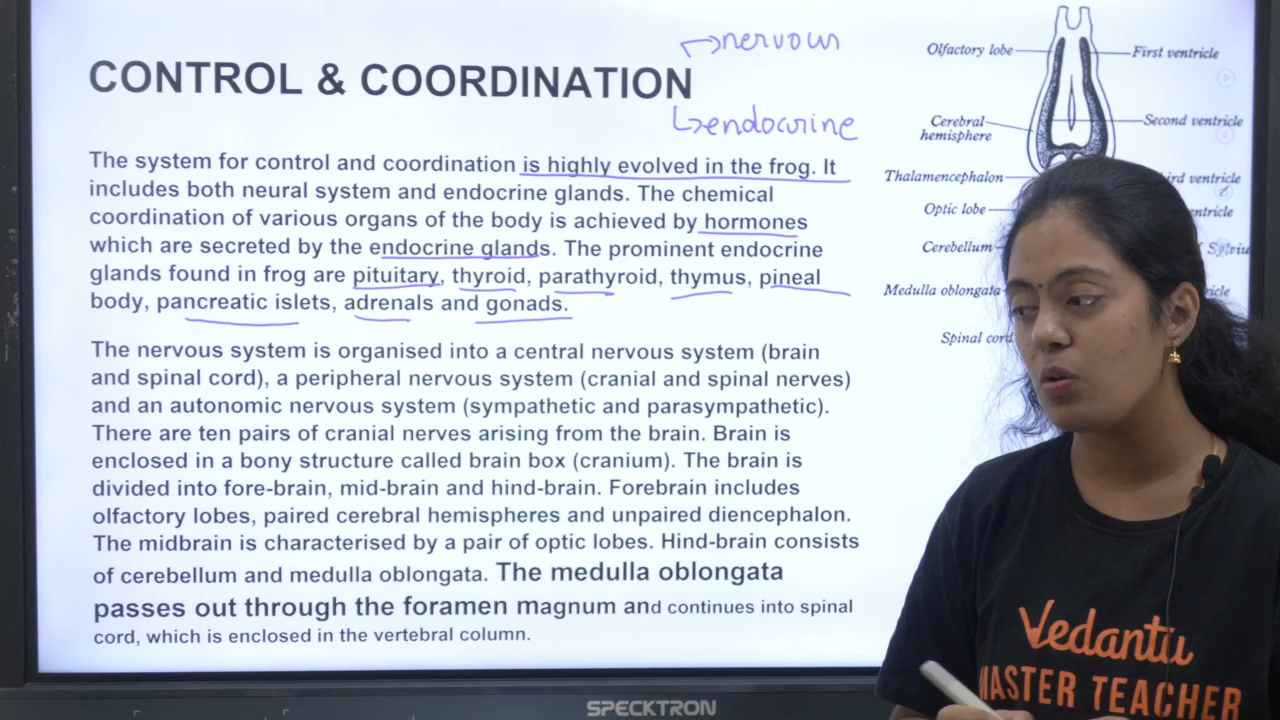 nervous
CONTROL & COORDINATION
endocrine
The system for control and coordination is highly evolved in the frog. It
includes both neural system and endocrine glands. The chemical
coordination of various organs of the body is achieved by hormones
which are secreted by the endocrine glands. The prominent endocrine
glands found in frog are pituitary, thyroid, parathyroid, thymus, pineal
body, pancreatic islets, adrenals and gonads.
The nervous system is organised into a central nervous system (brain
and spinal cord), a peripheral nervous system (cranial and spinal nerves)
and an autonomic nervous system (sympathetic and parasympathetic).
There are ten pairs of cranial nerves arising from the brain. Brain is
enclosed in a bony structure called brain box (cranium). The brain is
divided into fore-brain, mid-brain and hind-brain. Forebrain includes
olfactory lobes, paired cerebral hemispheres and unpaired diencephalon.
The midbrain is characterised by a pair of optic lobes. Hind-brain consists
of cerebellum and medulla oblongata. The medulla oblongata
passes out through the foramen magnum and continues into spinal
cord, which is enclosed in the vertebral column.
Olfactory lobe
First ventricle
Cerebral
hemisphere
Second ventricle
Thalamencephalon
ird ventricle
Optic lobe
ntricle
Cerebellum
Medulla oblongata
Spinal cord
Vedantu
MASTER TEACHER
SPECKTRON